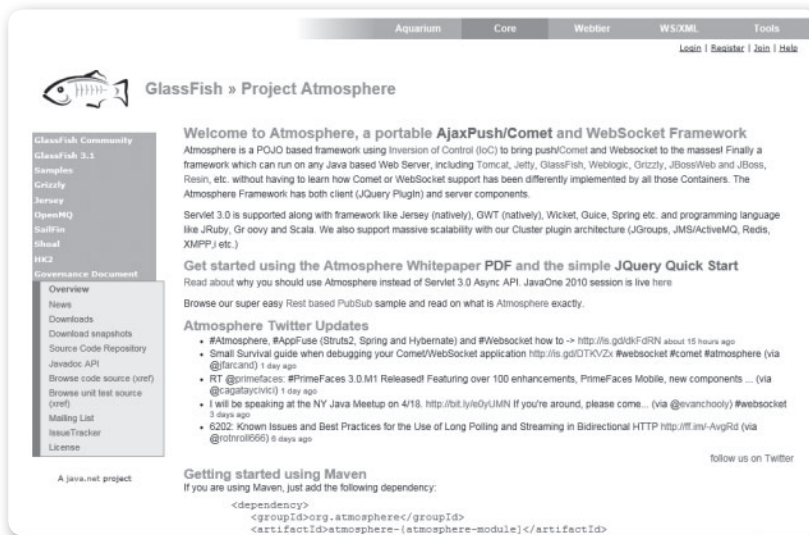 Aquarium Core Webtier WS/XML Tools
Login | Register | Join | Help
GlassFish » Project Atmosphere
GlassFish Community
GlassFish 3.1
Samples
Grizzly
Jersey
OpenMQ
SailFin
Shoal
HK2
Governance Document
Overview
News
Downloads
Download snapshots
Source Code Repository
Javadoc API
Browse code source (xref)
Browse unit test source
(xref)
Mailing List
IssueTracker
License
A java.net project
Welcome to Atmosphere, a portable AjaxPush/Comet and WebSocket Framework
Atmosphere is a POJO based framework using Inversion of Control (IoC) to bring push/Comet and Websocket to the masses! Finally a
framework which can run on any Java based Web Server, including Tomcat, Jetty, GlassFish, Weblogic, Grizzly, JBossWeb and JBoss,
Resin, etc. without having to learn how Comet or WebSocket support has been differently implemented by all those Containers. The
Atmosphere Framework has both client (JQuery PlugIn) and server components.
Servlet 3.0 is supported along with framework like Jersey (natively), GWT (natively), Wicket, Guice, Spring etc. and programming language
like JRuby, Gr oovy and Scala. We also support massive scalability with our Cluster plugin architecture (JGroups, JMS/ActiveMQ, Redis,
XMPP,i etc.)
Get started using the Atmosphere Whitepaper PDF and the simple JQuery Quick Start
Read about why you should use Atmosphere instead of Servlet 3.0 Async API. JavaOne 2010 session is live here
Browse our super easy Rest based PubSub sample and read on what is Atmosphere exactly.
Atmosphere Twitter Updates
• #Atmosphere, #AppFuse (Struts2, Spring and Hybernate) and #Websocket how to -> http://is.gd/dkFdRN about 15 hours ago
• Small Survival guide when debugging your Comet/WebSocket application http://is.gd/DTKVZx #websocket #comet #atmosphere (via
@jfarcand) 1 day ago
• RT @primefaces: #PrimeFaces 3.0.M1 Released! Featuring over 100 enhancements, PrimeFaces Mobile, new components ... (via
@cagataycivici) 1 day ago
• I will be speaking at the NY Java Meetup on 4/18. http://bit.ly/e0yUMN If you're around, please come... (via @evanchooly) #websocket
3 days ago
• 6202: Known Issues and Best Practices for the Use of Long Polling and Streaming in Bidirectional HTTP http://ff.im/-AvgRd (via
@rotnroll666) 6 days ago
follow us on Twitter
Getting started using Maven
If you are using Maven, just add the following dependency:
<dependency>
<groupId>org.atmosphere</groupId>
<artifactId>atmosphere-{atmosphere-module}</artifactId>